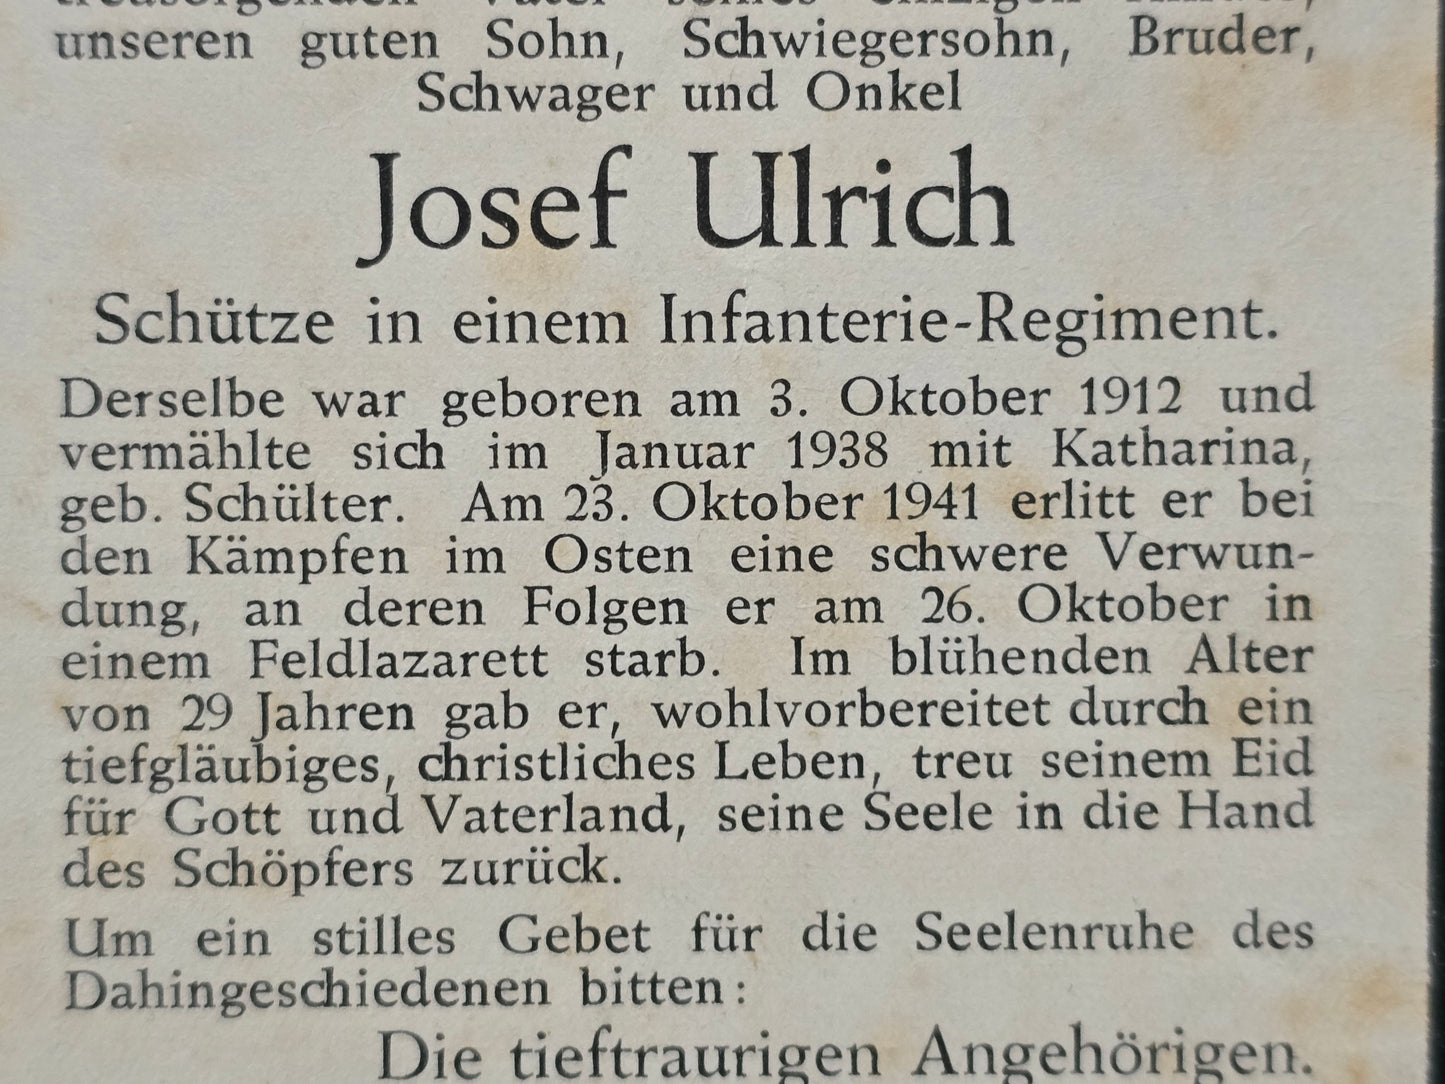 treusorgenden Vater seines einzigen Kindes,
unseren guten Sohn, Schwiegersohn, Bruder,
Schwager und Onkel
Josef Ulrich
Schütze in einem Infanterie-Regiment.
Derselbe war geboren am 3. Oktober 1912 und
vermählte sich im Januar 1938 mit Katharina,
geb. Schülter. Am 23. Oktober 1941 erlitt er bei
den Kämpfen im Osten eine schwere Verwun-
dung, an deren Folgen er am 26. Oktober in
einem Feldlazarett starb. Im blühenden Alter
von 29 Jahren gab er, wohlvorbereitet durch ein
tiefgläubiges, christliches Leben, treu seinem Eid
für Gott und Vaterland, seine Seele in die Hand
des Schöpfers zurück.
Um ein stilles Gebet für die Seelenruhe des
Dahingeschiedenen bitten:
Die tieftraurigen Angehörigen.